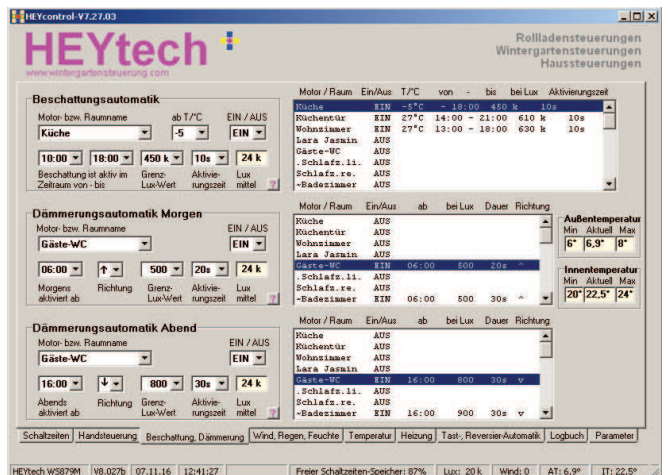 HEYcontrol-V7.27.03
HEYtech
www.wintergartensteuerung.com
Rollladensteuerungen
Wintergartensteuerungen
Haussteuerungen
Beschattungsautomatik
Motor- bzw. Raumname ab T/°C EIN / AUS
Küche -5 EIN
10:00 18:00 450 k 10s 24 k
Beschattung ist aktiv im Zeitraum von - bis Grenz-Lux-Wert Aktivierungszeit Lux mittel ?
Motor / Raum Ein/Aus T/°C von - bis bei Lux Aktivierungszeit
Küche EIN -5°C - 18:00 450 k 10s
Küchentür EIN 27°C 14:00 - 21:00 610 k 10s
Wohnzimmer EIN 27°C 13:00 - 18:00 630 k 10s
Lara Jasmin AUS
Gäste-WC AUS
.Schlafz.li. AUS
Schlafz.re. AUS
~Badezimmer AUS
Dämmerungsautomatik Morgen
Motor- bzw. Raumname EIN / AUS
Gäste-WC EIN
06:00 ↑ 500 20s 24 k
Morgens aktiviert ab Richtung Grenz-Lux-Wert Aktivierungszeit Lux mittel ?
Motor / Raum Ein/Aus ab bei Lux Dauer Richtung
Küche AUS
Küchentür AUS
Wohnzimmer AUS
Lara Jasmin AUS
Gäste-WC EIN 06:00 500 20s ^
.Schlafz.li. AUS
Schlafz.re. AUS
~Badezimmer EIN 06:00 500 30s ^
Außentemperatur
Min Aktuell Max
6° 6,9° 8°
Innentemperatur
Min Aktuell Max
20° 22,5° 24°
Dämmerungsautomatik Abend
Motor- bzw. Raumname EIN / AUS
Gäste-WC EIN
16:00 ↓ 800 30s 24 k
Abends aktiviert ab Richtung Grenz-Lux-Wert Aktivierungszeit Lux mittel ?
Motor / Raum Ein/Aus ab bei Lux Dauer Richtung
Küche AUS
Küchentür AUS
Wohnzimmer AUS
Lara Jasmin AUS
Gäste-WC EIN 16:00 800 30s v
.Schlafz.li. AUS
Schlafz.re. AUS
~Badezimmer EIN 16:00 900 30s v
Schaltzeiten Handsteuerung Beschattung, Dämmerung Wind, Regen, Feuchte Temperatur Heizung Tast-, Reversier-Automatik Logbuch Parameter
HEYtech WS879M V8.027b 07.11.16 12:41:27 Freier Schaltzeiten-Speicher: 87% Lux: 20 k Wind: 0 AT: 6.9° IT: 22.5°